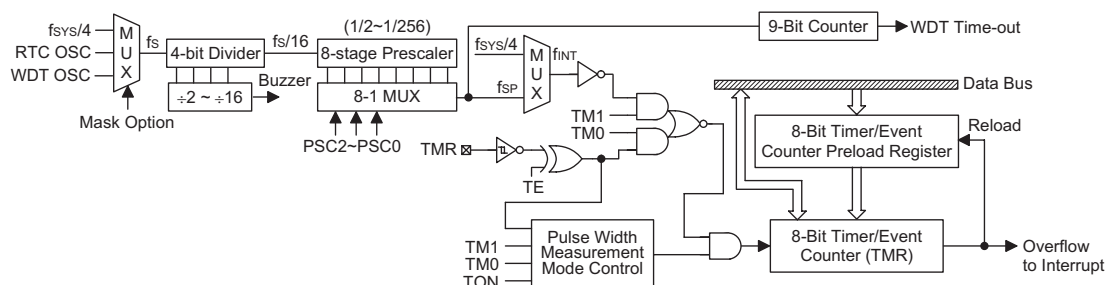 fSYS/4
RTC OSC
WDT OSC
MUX
Mask Option
fS
4-bit Divider
÷2 ~ ÷16
Buzzer
fS/16
(1/2~1/256)
8-stage Prescaler
8-1 MUX
PSC2~PSC0
fSYS/4
fSP
MUX
fINT
9-Bit Counter
WDT Time-out
TM1
TM0
TMR
TE
TM1
TM0
TON
Pulse Width
Measurement
Mode Control
Data Bus
8-Bit Timer/Event
Counter Preload Register
Reload
8-Bit Timer/Event
Counter (TMR)
Overflow
to Interrupt